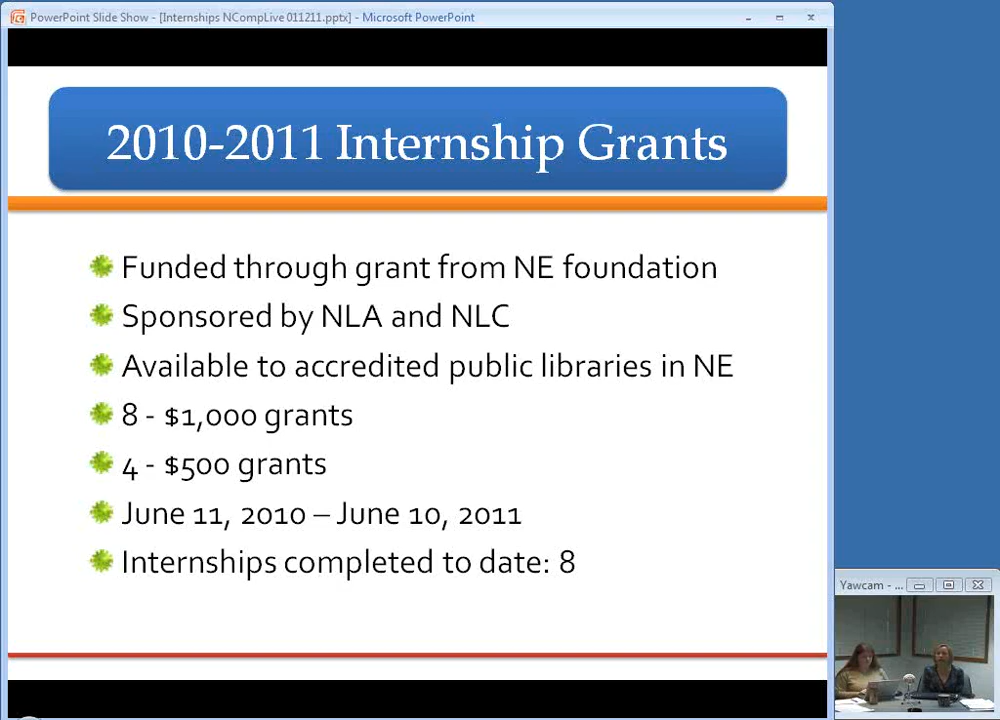 PowerPoint Slide Show - [Internships NCompLive 011211.pptx] - Microsoft PowerPoint
2010-2011 Internship Grants
Funded through grant from NE foundation
Sponsored by NLA and NLC
Available to accredited public libraries in NE
8 - $1,000 grants
4 - $500 grants
June 11, 2010 – June 10, 2011
Internships completed to date: 8
Yawcam - ...